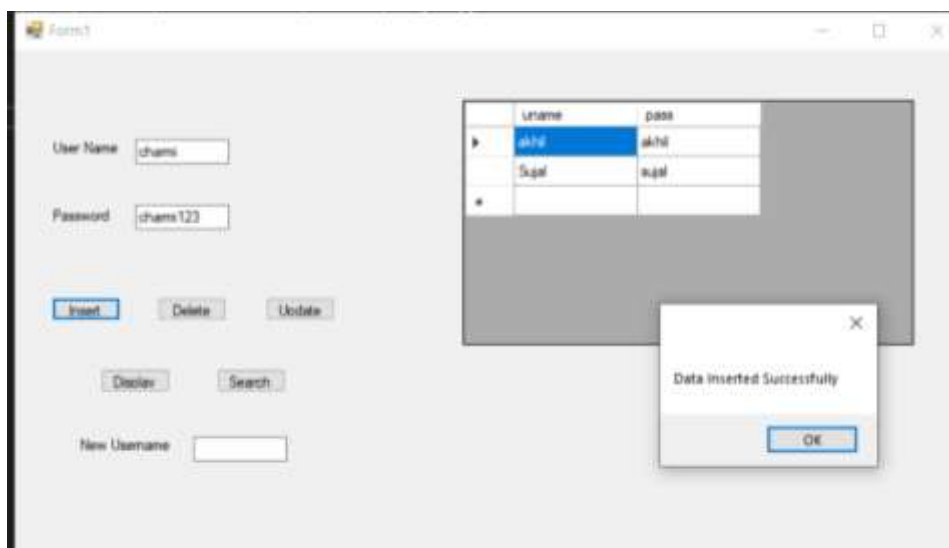 Form1
uname pass
akhil akhil
Sujal sujal
User Name chami
Password chami123
Insert Delete Update
Display Search
New Username
Data Inserted Successfully
OK